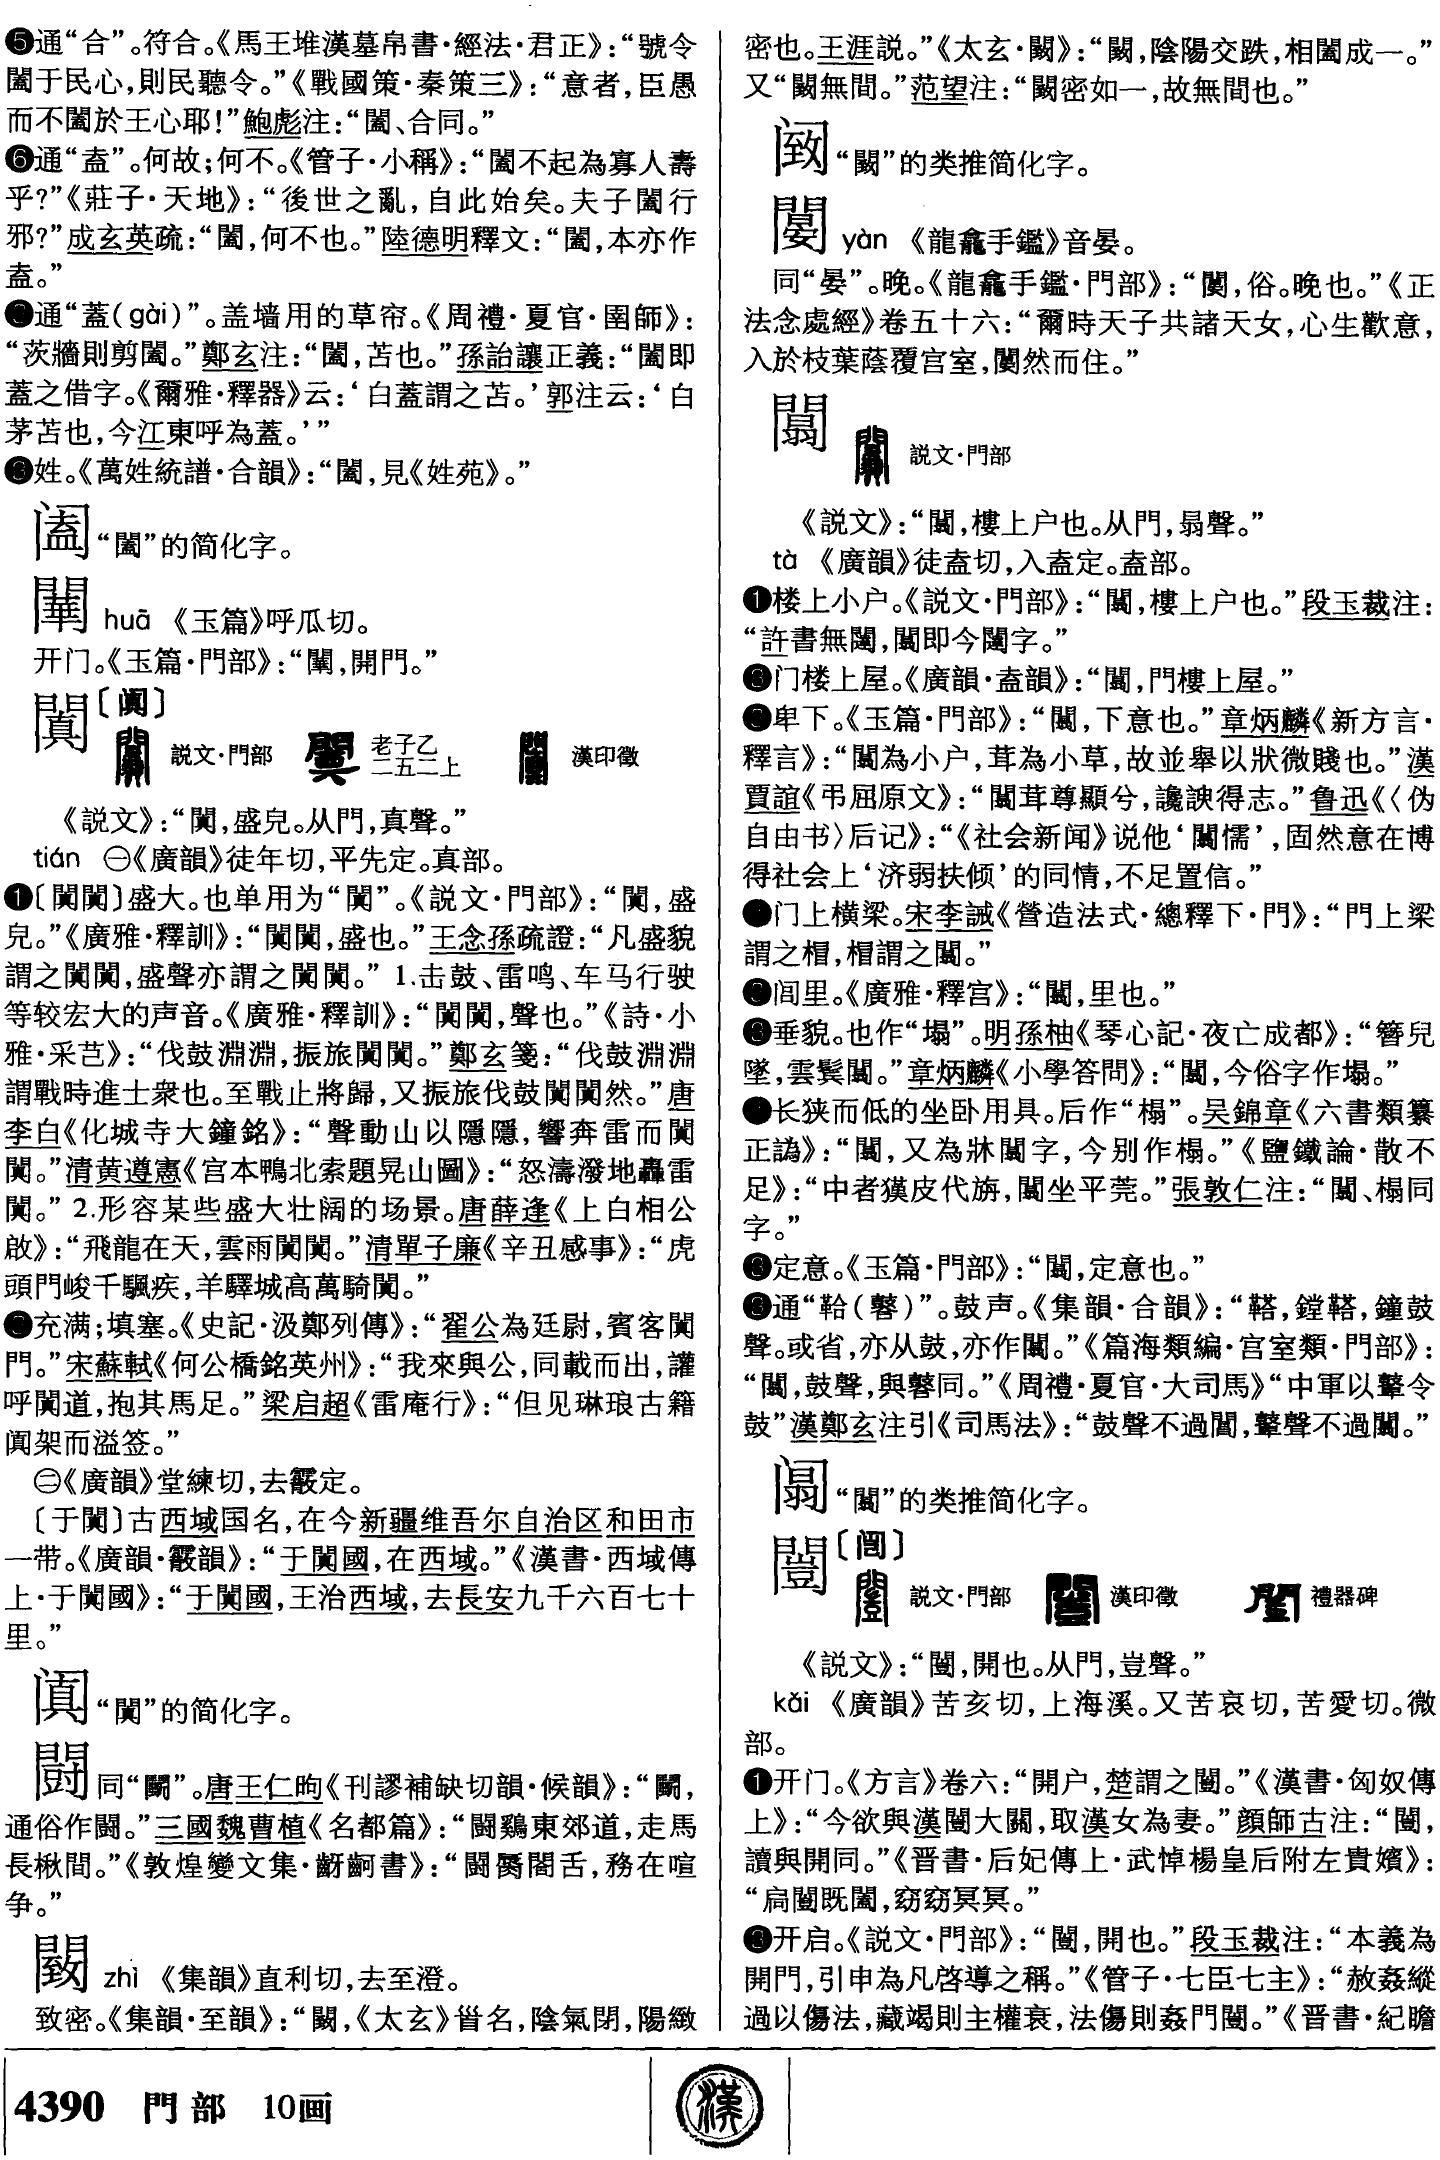 ❺通“合”。符合。《馬王堆漢墓帛書·經法·君正》：“號令
闔于民心，則民聽令。”《戰國策·秦策三》：“意者，臣愚
而不闔於王心耶！”鮑彪注：“闔、合同。”
❻通“盍”。何故；何不。《管子·小稱》：“闔不起為寡人壽
乎？”《莊子·天地》：“後世之亂，自此始矣。夫子闔行
邪？”成玄英疏：“闔，何不也。”陸德明釋文：“闔，本亦作
盍。”
❼通“蓋(gài)”。盖墙用的草帘。《周禮·夏官·圉師》：
“茨牆則剪闔。”鄭玄注：“闔，苫也。”孫詒讓正義：“闔即
蓋之借字。《爾雅·釋器》云：‘白蓋謂之苫。’郭注云：‘白
茅苫也，今江東呼為蓋。’”
❽姓。《萬姓統譜·合韻》：“闔，見《姓苑》。”
阖 “闔”的简化字。
䦱 huā 《玉篇》呼瓜切。
开门。《玉篇·門部》：“䦱，開門。”
闐〔阗〕
説文·門部 老子乙二五二上 漢印徵
《説文》：“闐，盛皃。从門，真聲。”
tián ㊀《廣韻》徒年切，平先定。真部。
❶〔闐闐〕盛大。也单用为“闐”。《説文·門部》：“闐，盛
皃。”《廣雅·釋訓》：“闐闐，盛也。”王念孫疏證：“凡盛貌
謂之闐闐，盛聲亦謂之闐闐。” 1.击鼓、雷鸣、车马行驶
等较宏大的声音。《廣雅·釋訓》：“闐闐，聲也。”《詩·小
雅·采芑》：“伐鼓淵淵，振旅闐闐。”鄭玄箋：“伐鼓淵淵
謂戰時進士衆也。至戰止將歸，又振旅伐鼓闐闐然。”唐
李白《化城寺大鐘銘》：“聲動山以隱隱，響奔雷而闐
闐。”清黄遵憲《宫本鴨北索題晃山圖》：“怒濤潑地轟雷
闐。” 2.形容某些盛大壮阔的场景。唐薛逢《上白相公
啟》：“飛龍在天，雲雨闐闐。”清單子廉《辛丑感事》：“虎
頭門峻千颿疾，羊驛城高萬騎闐。”
❷充满；填塞。《史記·汲鄭列傳》：“翟公為廷尉，賓客闐
門。”宋蘇軾《何公橋銘英州》：“我來與公，同載而出，讙
呼闐道，抱其馬足。”梁启超《雷庵行》：“但见琳琅古籍
阗架而溢签。”
㊁《廣韻》堂練切，去霰定。
〔于闐〕古西域国名，在今新疆维吾尔自治区和田市
一带。《廣韻·霰韻》：“于闐國，在西域。”《漢書·西域傳
上·于闐國》：“于闐國，王治西域，去長安九千六百七十
里。”
阗 “闐”的简化字。
闘 同“鬭”。唐王仁昫《刊謬補缺切韻·候韻》：“鬭，
通俗作闘。”三國魏曹植《名都篇》：“闘鷄東郊道，走馬
長楸間。”《敦煌變文集·齖䶗書》：“闘脣閤舌，務在喧
争。”
䦯 zhì 《集韻》直利切，去至澄。
致密。《集韻·至韻》：“䦯，《太玄》眥名，陰氣閉，陽緻
密也。王涯説。”《太玄·䦯》：“䦯，陰陽交跌，相闔成一。”
又“䦯無間。”范望注：“䦯密如一，故無間也。”
“䦯”的类推简化字。
yàn 《龍龕手鑑》音晏。
同“晏”。晚。《龍龕手鑑·門部》：“，俗。晚也。”《正
法念處經》卷五十六：“爾時天子共諸天女，心生歡意，
入於枝葉蔭覆宫室，然而住。”
闒
説文·門部
《説文》：“闒，樓上户也。从門，㬲聲。”
tà 《廣韻》徒盍切，入盍定。盍部。
❶楼上小户。《説文·門部》：“闒，樓上户也。”段玉裁注：
“許書無闥，闒即今闥字。”
❷门楼上屋。《廣韻·盍韻》：“闒，門樓上屋。”
❸卑下。《玉篇·門部》：“闒，下意也。”章炳麟《新方言·
釋言》：“闒為小户，茸為小草，故並舉以狀微賤也。”漢
賈誼《弔屈原文》：“闒茸尊顯兮，讒諛得志。”鲁迅《〈伪
自由书〉后记》：“《社会新闻》说他‘闒懦’，固然意在博
得社会上‘济弱扶倾’的同情，不足置信。”
❹门上横梁。宋李誡《營造法式·總釋下·門》：“門上梁
謂之楣，楣謂之闒。”
❺闾里。《廣雅·釋宫》：“闒，里也。”
❻垂貌。也作“塌”。明孫柚《琴心記·夜亡成都》：“簪兒
墜，雲鬓闒。”章炳麟《小學答問》：“闒，今俗字作塌。”
❼长狭而低的坐卧用具。后作“榻”。吴錦章《六書類纂
正譌》：“闒，又為牀闒字，今别作榻。”《鹽鐵論·散不
足》：“中者獏皮代旃，闒坐平莞。”張敦仁注：“闒、榻同
字。”
❽定意。《玉篇·門部》：“闒，定意也。”
❾通“鞈(鼛)”。鼓声。《集韻·合韻》：“鞳，鏜鞳，鐘鼓
聲。或省，亦从鼓，亦作闒。”《篇海類編·宫室類·門部》：
“闒，鼓聲，與同。”《周禮·夏官·大司馬》“中軍以鼙令
鼓”漢鄭玄注引《司馬法》：“鼓聲不過閶，鼙聲不過闒。”
“闒”的类推简化字。
闓〔闿〕
説文·門部 漢印徵 禮器碑
《説文》：“闓，開也。从門，豈聲。”
kǎi 《廣韻》苦亥切，上海溪。又苦哀切，苦愛切。微
部。
❶开门。《方言》卷六：“開户，楚謂之闓。”《漢書·匈奴傳
上》：“今欲與漢闓大關，取漢女為妻。”顔師古注：“闓，
讀與開同。”《晋書·后妃傳上·武悼楊皇后附左貴嬪》：
“扃闓既闔，窈窈冥冥。”
❷开启。《説文·門部》：“闓，開也。”段玉裁注：“本義為
開門，引申為凡啓導之稱。”《管子·七臣七主》：“赦姦縱
過以傷法，藏竭則主權衰，法傷則姦門闓。”《晋書·紀瞻
4390 門部 10画
漢